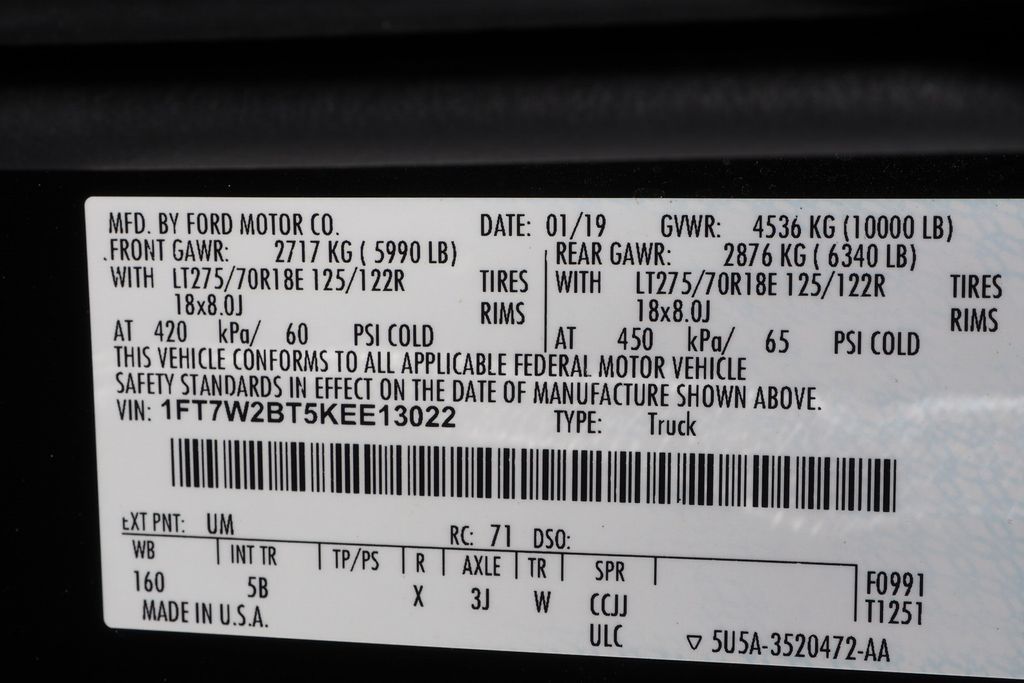 MFD. BY FORD MOTOR CO. DATE: 01/19 GVWR: 4536 KG (10000 LB)
FRONT GAWR: 2717 KG ( 5990 LB) REAR GAWR: 2876 KG ( 6340 LB)
WITH LT275/70R18E 125/122R TIRES WITH LT275/70R18E 125/122R TIRES
18x8.0J RIMS 18x8.0J RIMS
AT 420 kPa/ 60 PSI COLD AT 450 kPa/ 65 PSI COLD
THIS VEHICLE CONFORMS TO ALL APPLICABLE FEDERAL MOTOR VEHICLE
SAFETY STANDARDS IN EFFECT ON THE DATE OF MANUFACTURE SHOWN ABOVE.
VIN: 1FT7W2BT5KEE13022 TYPE: Truck
EXT PNT: UM RC: 71 DSO:
WB INT TR TP/PS R AXLE TR SPR
160 5B X 3J W CCJJ F0991
MADE IN U.S.A. ULC T1251
▽ 5U5A-3520472-AA